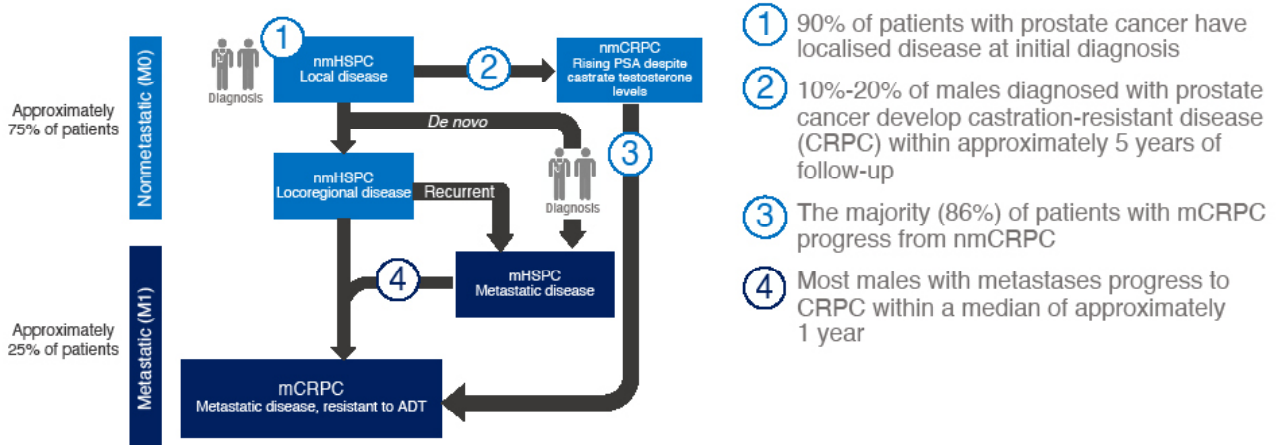 1
nmHSPC
Local disease
Diagnosis
2
nmCRPC
Rising PSA despite
castrate testosterone
levels
Nonmetastatic (M0)
Approximately
75% of patients
De novo
3
nmHSPC
Locoregional disease
Recurrent
Diagnosis
4
mHSPC
Metastatic disease
Metastatic (M1)
Approximately
25% of patients
mCRPC
Metastatic disease, resistant to ADT
1 90% of patients with prostate cancer have
localised disease at initial diagnosis
2 10%-20% of males diagnosed with prostate
cancer develop castration-resistant disease
(CRPC) within approximately 5 years of
follow-up
3 The majority (86%) of patients with mCRPC
progress from nmCRPC
4 Most males with metastases progress to
CRPC within a median of approximately
1 year